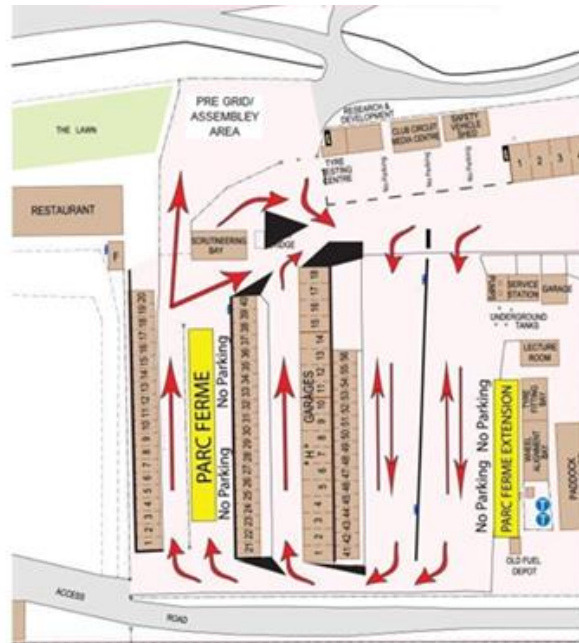 PRE GRID/
ASSEMBLEY
AREA
THE LAWN
RESEARCH &
DEVELOPMENT
CLUB CIRCUIT
MEDIA CENTRE
SAFETY
VEHICLE
SHED
TYRE
TESTING
CENTRE
No Parking
No Parking
No Parking
1 2 3
RESTAURANT
SCRUTINEERING
BAY
F
PUMPS
SERVICE
STATION
GARAGE
UNDERGROUND
TANKS
LECTURE
ROOM
1 2 3 4 5 6 7 8 9 10 11 12 13 14 15 16 17 18 19 20
PARC FERME
No Parking
No Parking
21 22 23 24 25 26 27 28 29 30 31 32 33 34 35 36 37 38 39 40
"H" GARAGES
1 2 3 4 5 6 7 8 9 10 11 12 13 14 15 16 17 18
41 42 43 44 45 46 47 48 49 50 51 52 53 54 55 56
No Parking
No Parking
PARC FERME EXTENSION
TYRE
FITTING
BAY
WHEEL
ALIGNMENT
BAY
PADDOCK
OLD FUEL
DEPOT
ACCESS
ROAD